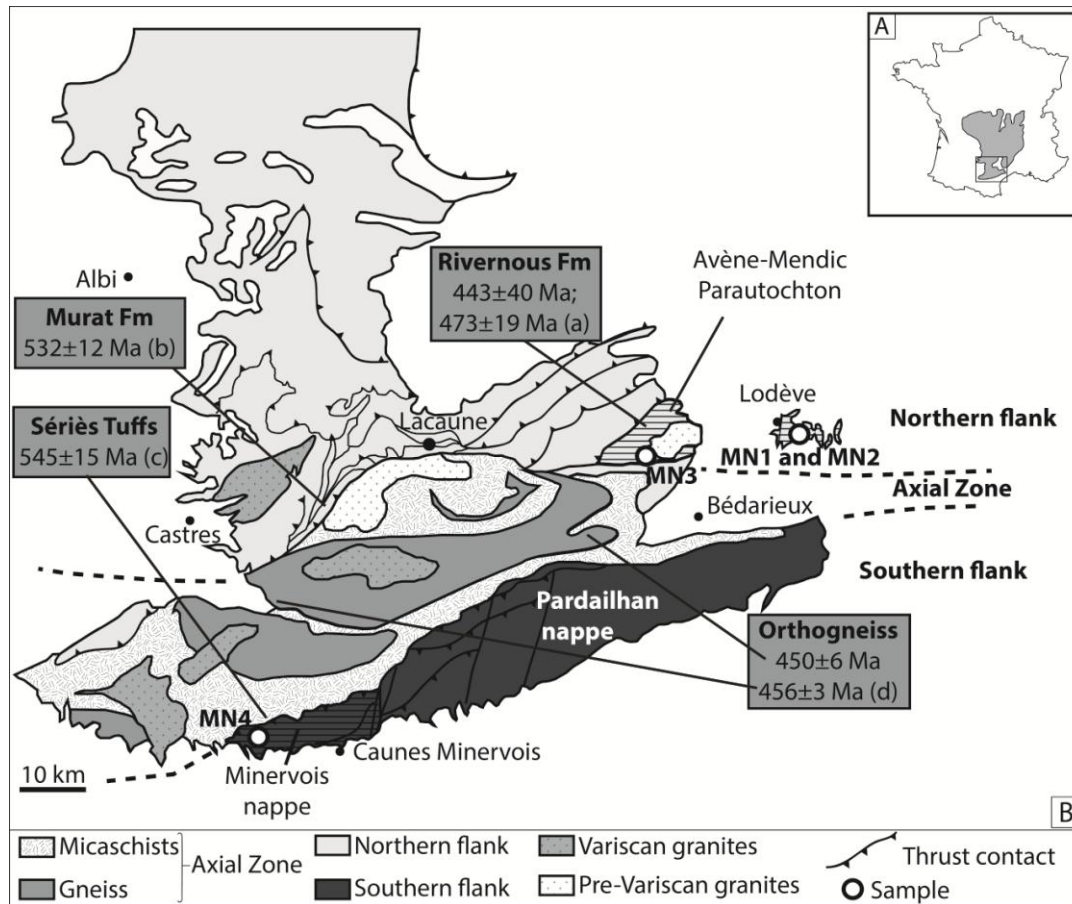 A
Albi
Murat Fm
532±12 Ma (b)
Rivernous Fm
443±40 Ma;
473±19 Ma (a)
Avène-Mendic
Parautochton
Sériès Tuffs
545±15 Ma (c)
Lacaune
Lodève
Northern flank
MN1 and MN2
MN3
Axial Zone
Bédarieux
Castres
Southern flank
Pardailhan
nappe
Orthogneiss
450±6 Ma
456±3 Ma (d)
MN4
Caunes Minervois
10 km
Minervois
nappe
B
Micaschists
Gneiss
Axial Zone
Northern flank
Southern flank
Variscan granites
Pre-Variscan granites
Thrust contact
Sample